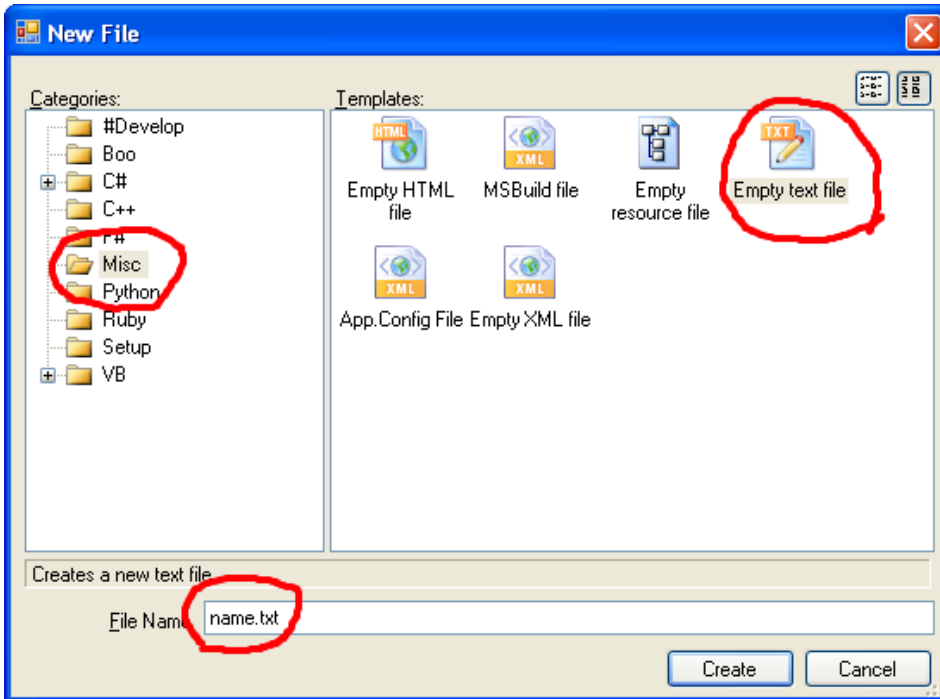 New File
Categories:
Templates:
#Develop
Boo
C#
C++
F#
Misc
Python
Ruby
Setup
VB
HTML
XML
TXT
Empty HTML
file
MSBuild file
Empty
resource file
Empty text file
XML
XML
App.Config File
Empty XML file
Creates a new text file
File Name
name.txt
Create
Cancel